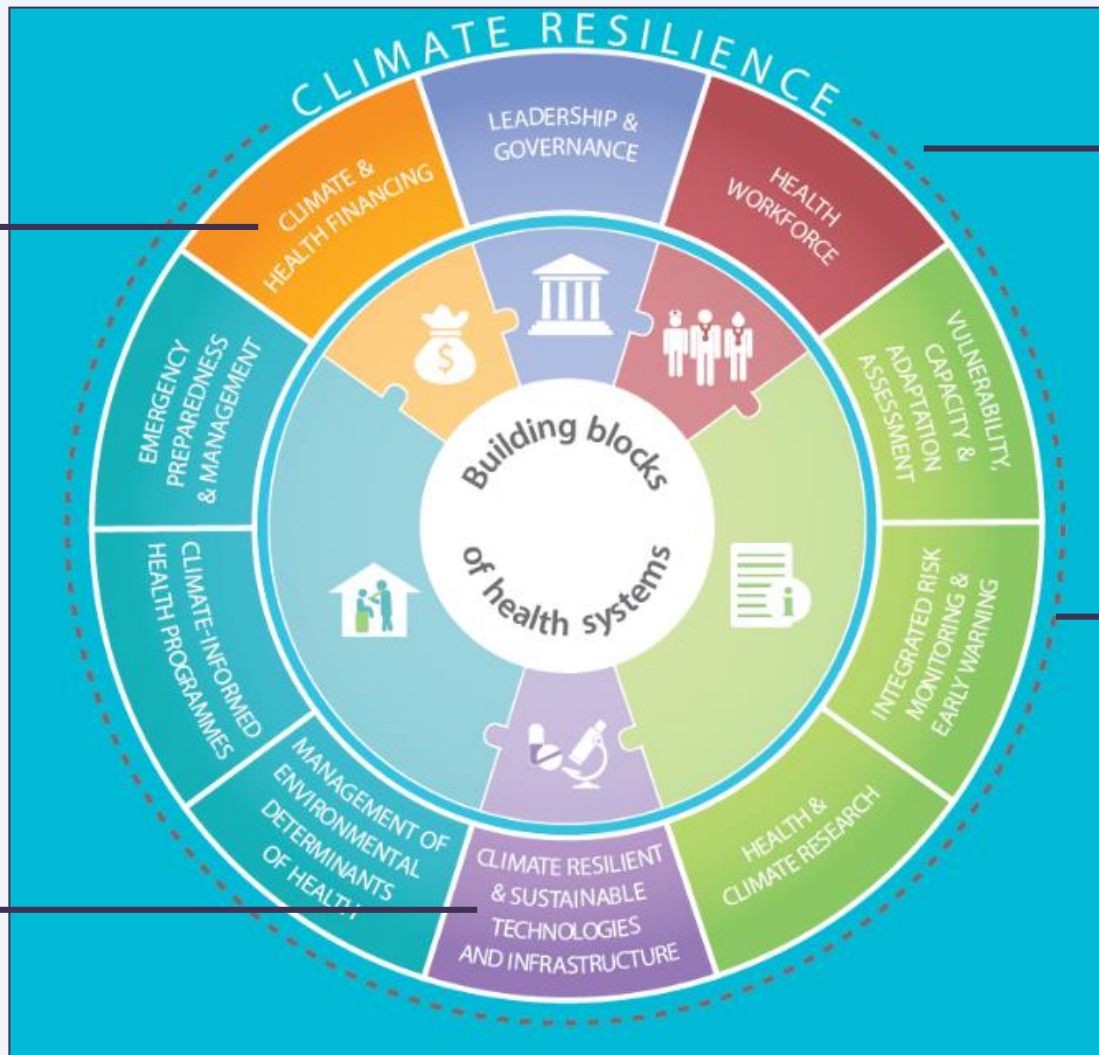 CLIMATE RESILIENCE
LEADERSHIP &
GOVERNANCE
HEALTH
WORKFORCE
VULNERABILITY,
CAPACITY &
ADAPTATION
ASSESSMENT
INTEGRATED RISK
MONITORING &
EARLY WARNING
HEALTH &
CLIMATE RESEARCH
CLIMATE RESILIENT
& SUSTAINABLE
TECHNOLOGIES
AND INFRASTRUCTURE
MANAGEMENT OF
ENVIRONMENTAL
DETERMINANTS
OF HEALTH
CLIMATE-INFORMED
HEALTH PROGRAMMES
EMERGENCY
PREPAREDNESS
& MANAGEMENT
CLIMATE &
HEALTH FINANCING
$
i
Building blocks
of health systems